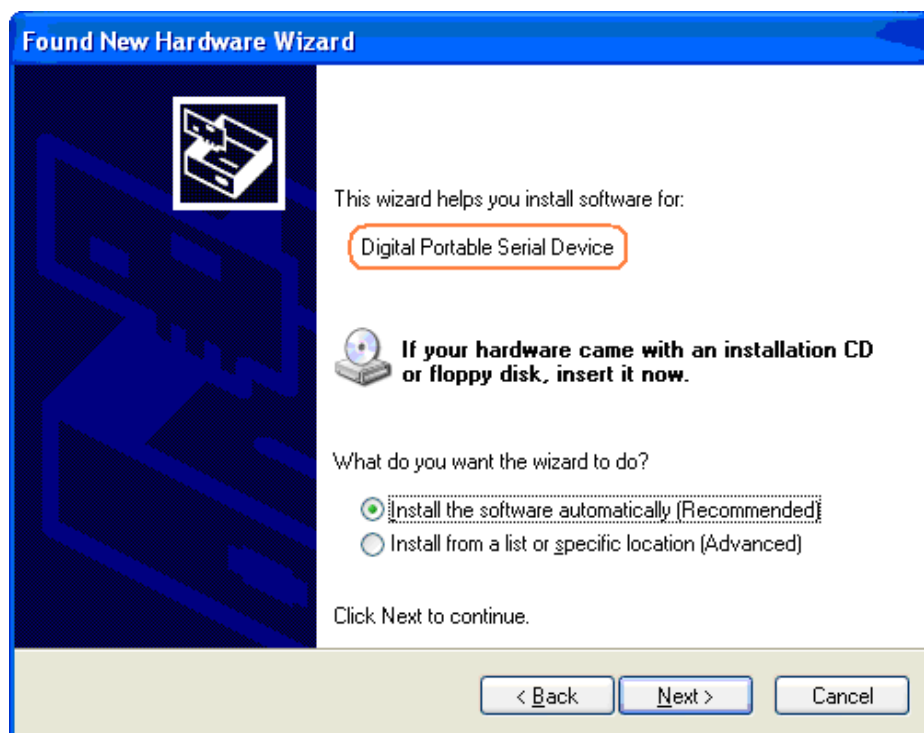 Found New Hardware Wizard
This wizard helps you install software for:
Digital Portable Serial Device
If your hardware came with an installation CD
or floppy disk, insert it now.
What do you want the wizard to do?
Install the software automatically (Recommended)
Install from a list or specific location (Advanced)
Click Next to continue.
< Back Next > Cancel